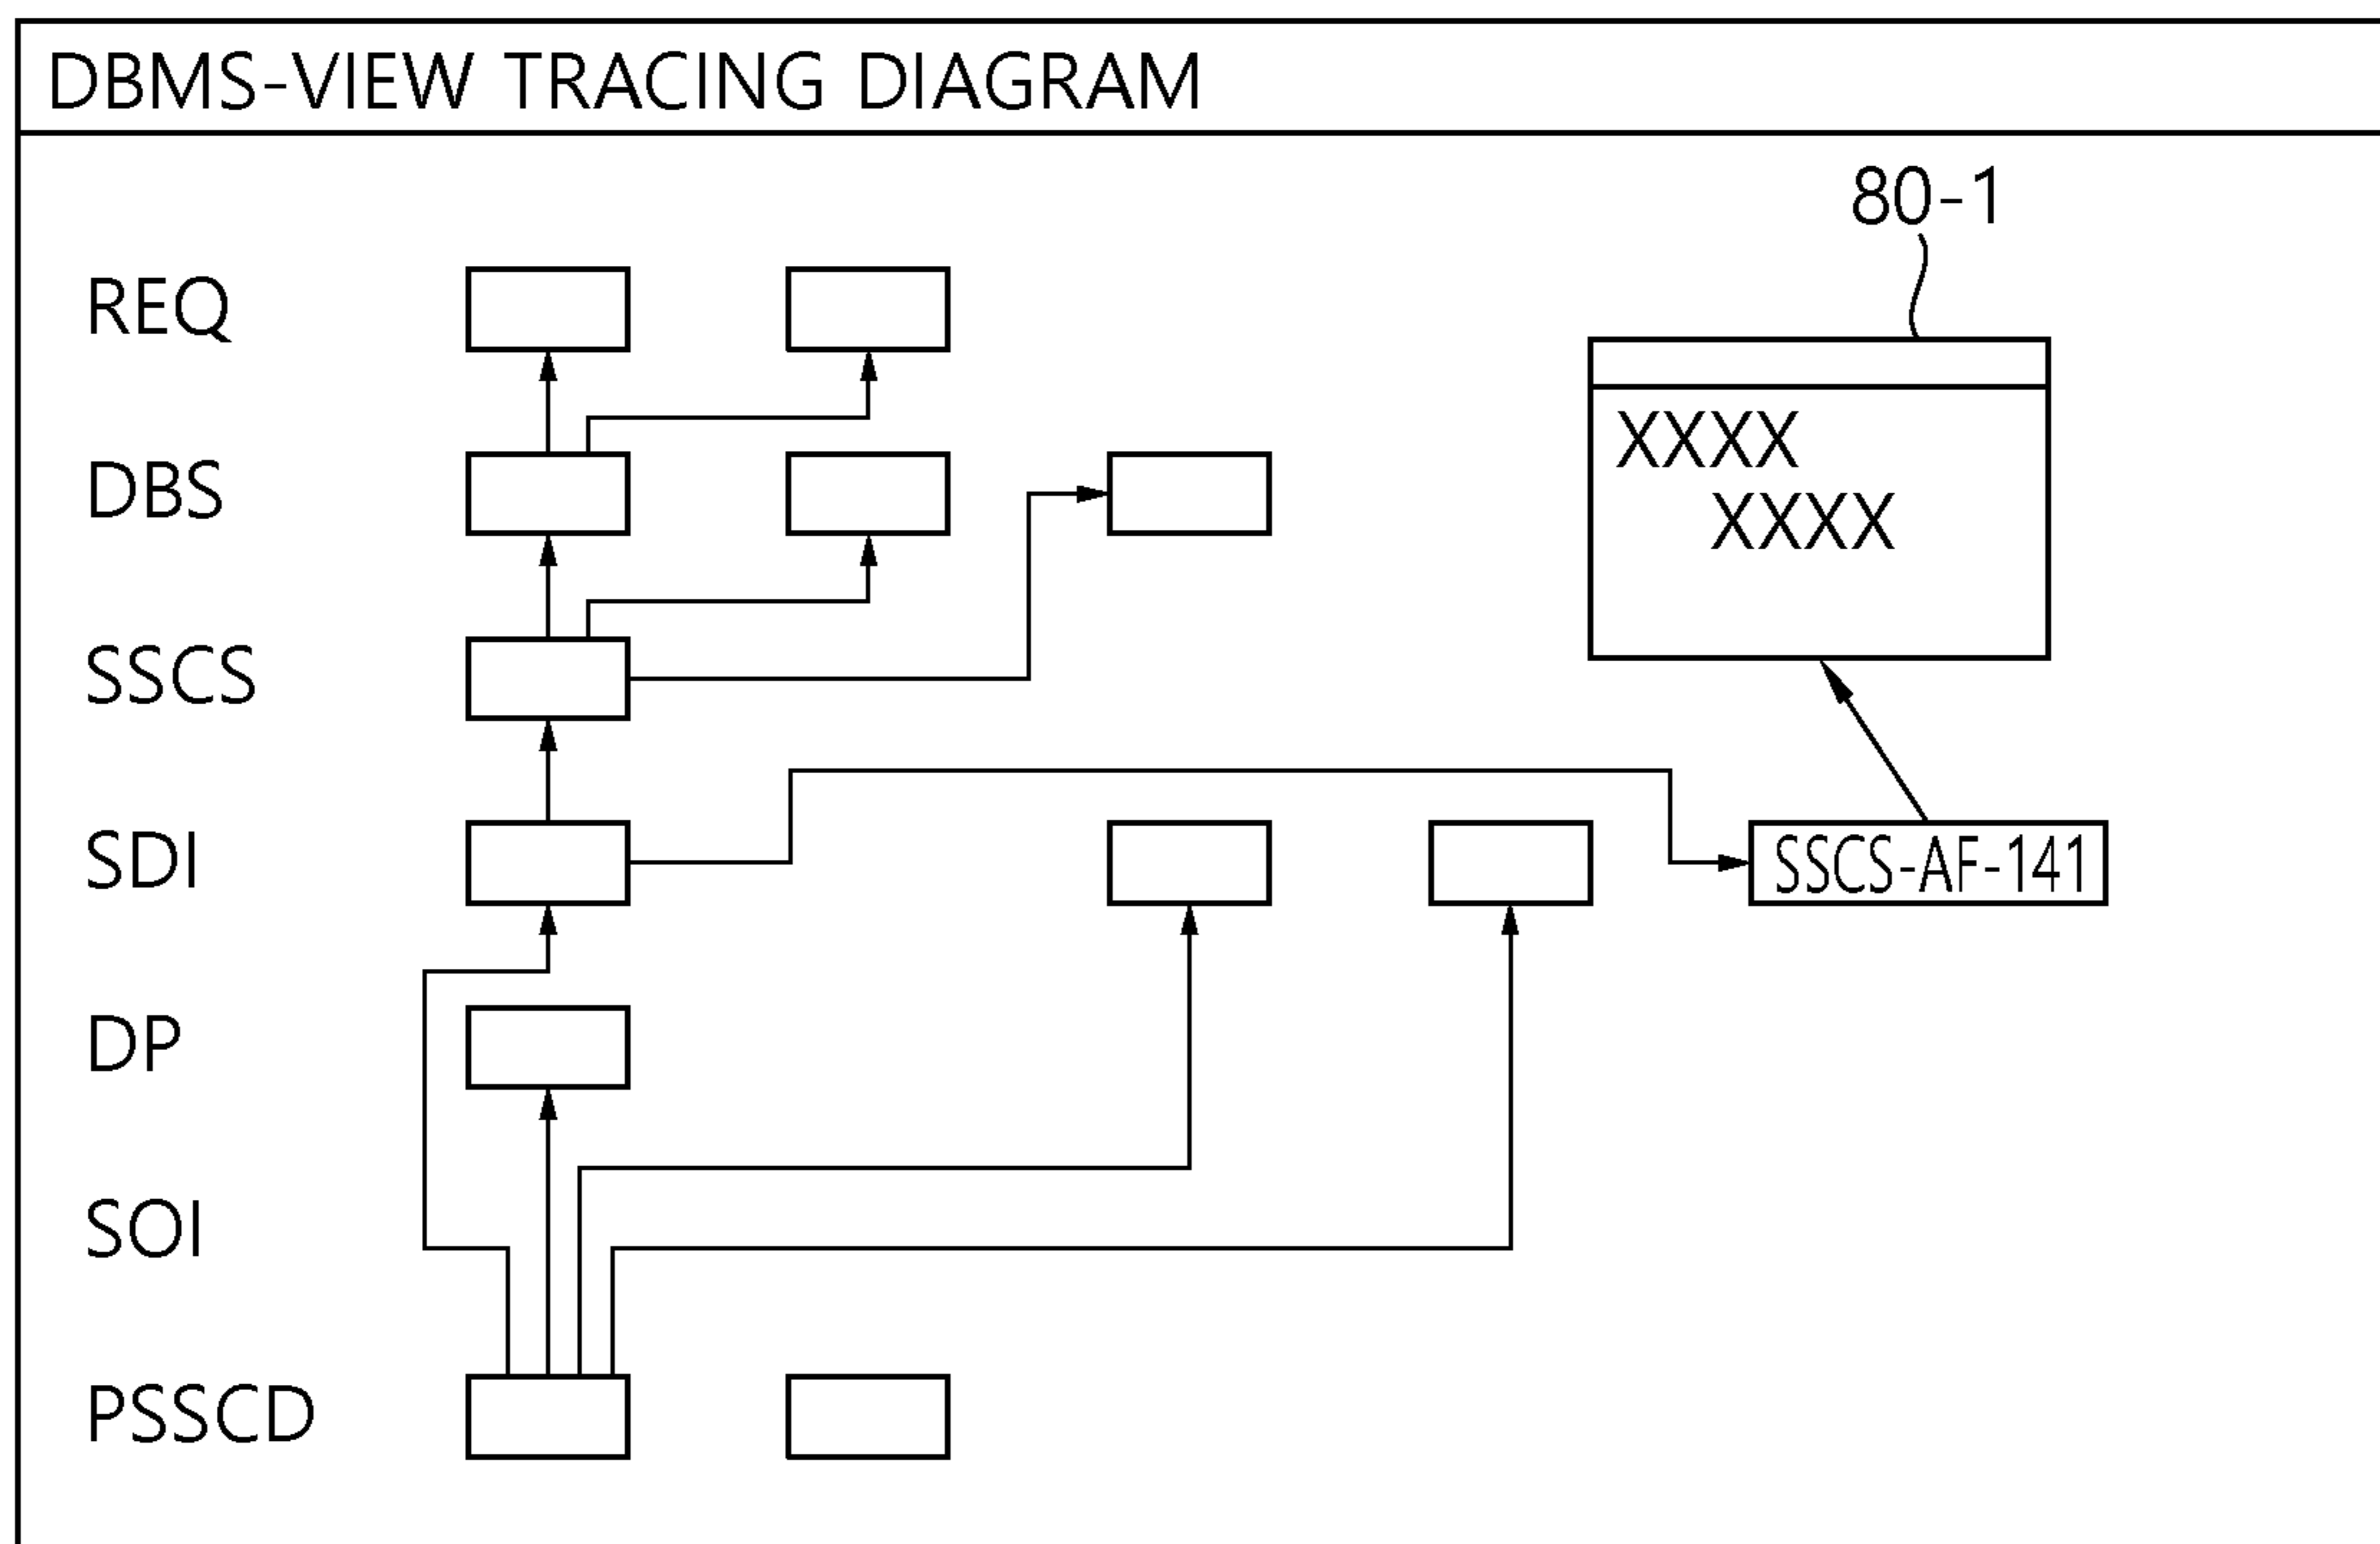 DBMS-VIEW TRACING DIAGRAM
80-1
REQ
XXXX
XXXX
DBS
SSCS
SDI
SSCS-AF-141
DP
SOI
PSSCD